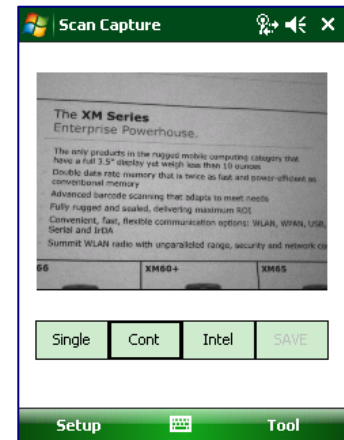 Scan Capture
The XM Series
Enterprise Powerhouse.
The only products in the rugged mobile computing category that
have a full 3.5" display yet weigh less than 10 ounces
Double data rate memory that is twice as fast and power-efficient as
conventional memory
Advanced barcode scanning that adapts to meet needs
Fully rugged and sealed, delivering maximum ROI
Convenient, fast, flexible communication options: WLAN, WPAN, USB,
Serial and IrDA
Summit WLAN radio with unparalleled range, security and network co
66 XM60+ XM65
Single Cont Intel SAVE
Setup Tool